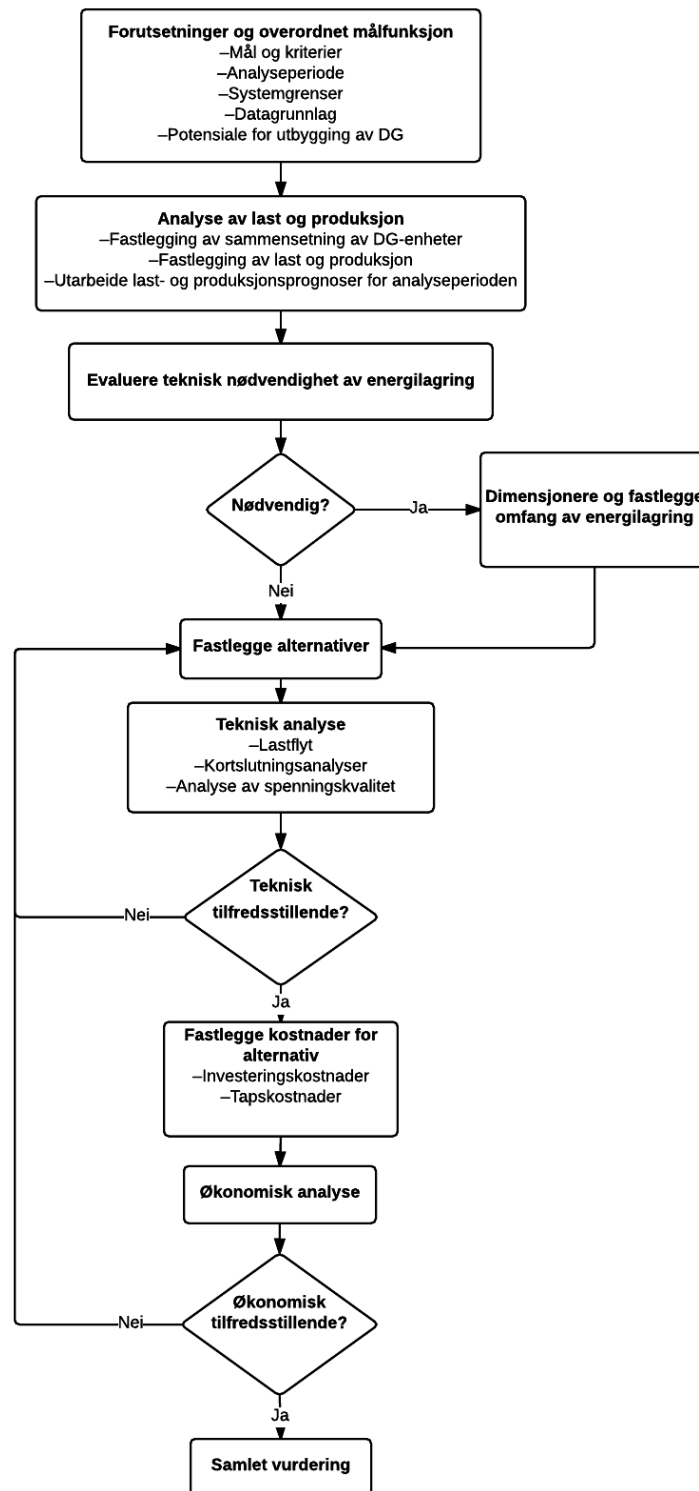 Forutsetninger og overordnet målfunksjon
–Mål og kriterier
–Analyseperiode
–Systemgrenser
–Datagrunnlag
–Potensiale for utbygging av DG
Analyse av last og produksjon
–Fastlegging av sammensetning av DG-enheter
–Fastlegging av last og produksjon
–Utarbeide last- og produksjonsprognoser for analyseperioden
Evaluere teknisk nødvendighet av energilagring
Nødvendig?
Ja
Dimensjonere og fastlegge
omfang av energilagring
Nei
Fastlegge alternativer
Teknisk analyse
–Lastflyt
–Kortslutningsanalyser
–Analyse av spenningskvalitet
Teknisk
tilfredsstillende?
Nei
Ja
Fastlegge kostnader for
alternativ
–Investeringskostnader
–Tapskostnader
Økonomisk analyse
Økonomisk
tilfredsstillende?
Nei
Ja
Samlet vurdering